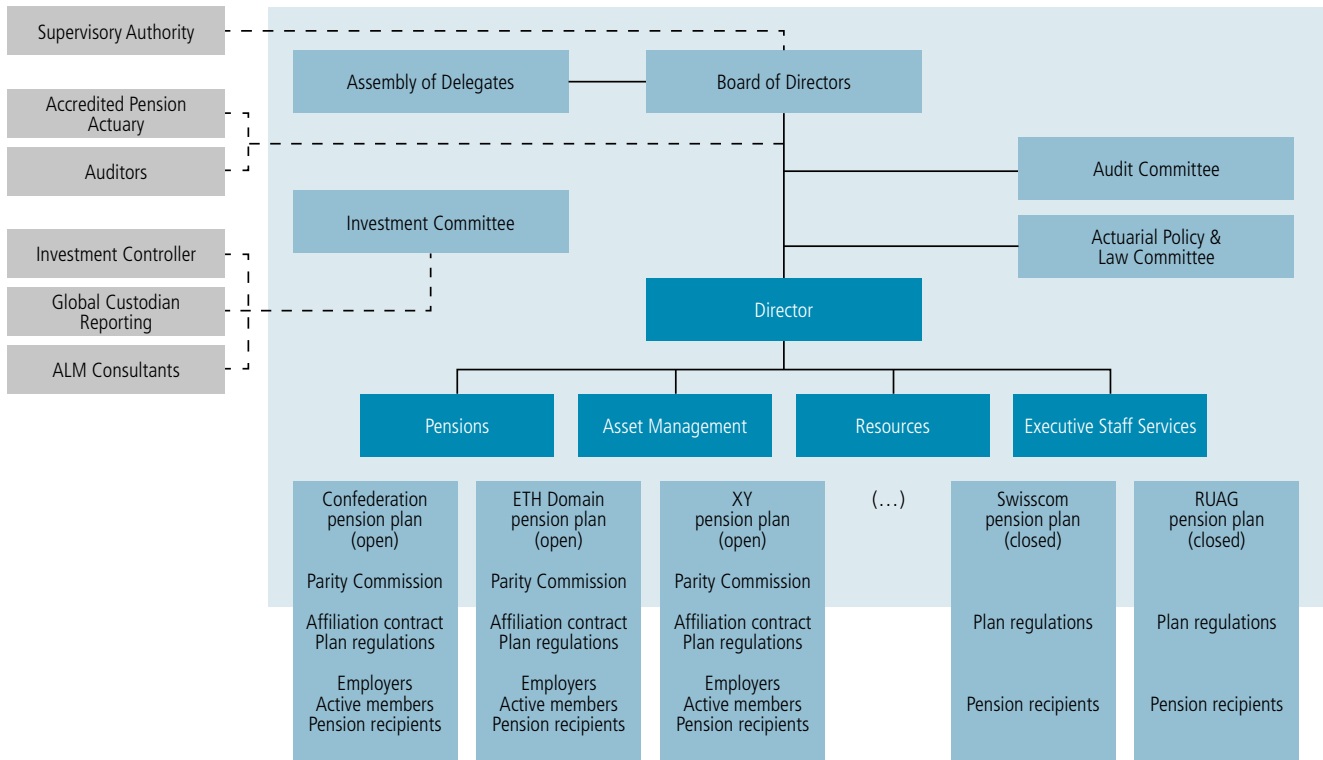 Supervisory Authority
Assembly of Delegates
Board of Directors
Accredited Pension
Actuary
Auditors
Audit Committee
Investment Committee
Actuarial Policy &
Law Committee
Investment Controller
Global Custodian
Reporting
ALM Consultants
Director
Pensions
Asset Management
Resources
Executive Staff Services
Confederation
pension plan
(open)
Parity Commission
Affiliation contract
Plan regulations
Employers
Active members
Pension recipients
ETH Domain
pension plan
(open)
Parity Commission
Affiliation contract
Plan regulations
Employers
Active members
Pension recipients
XY
pension plan
(open)
Parity Commission
Affiliation contract
Plan regulations
Employers
Active members
Pension recipients
(...)
Swisscom
pension plan
(closed)
Plan regulations
Pension recipients
RUAG
pension plan
(closed)
Plan regulations
Pension recipients